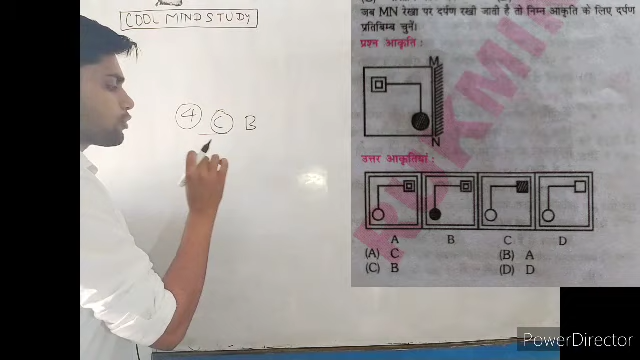 COOL MIND STUDY
4 C B
जब MN रेखा पर दर्पण रखी जाती है तो निम्न आकृति के लिए दर्पण
प्रतिबिम्ब चुनें।
प्रश्न आकृति :
M
N
उत्तर आकृतियां :
A B C D
(A) C (B) A
(C) B (D) D
PowerDirector